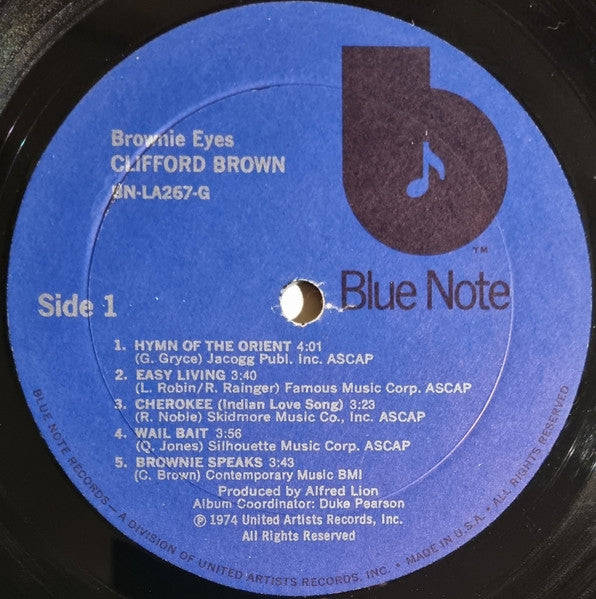 Brownie Eyes
CLIFFORD BROWN
BN-LA267-G
TM
Blue Note
Side 1
1. HYMN OF THE ORIENT 4:01
(G. Gryce) Jacogg Publ. Inc. ASCAP
2. EASY LIVING 3:40
(L. Robin/R. Rainger) Famous Music Corp. ASCAP
3. CHEROKEE (Indian Love Song) 3:23
(R. Noble) Skidmore Music Co., Inc. ASCAP
4. WAIL BAIT 3:56
(Q. Jones) Silhouette Music Corp. ASCAP
5. BROWNIE SPEAKS 3:43
(C. Brown) Contemporary Music BMI
Produced by Alfred Lion
Album Coordinator: Duke Pearson
℗ 1974 United Artists Records, Inc.
All Rights Reserved
BLUE NOTE RECORDS — A DIVISION OF UNITED ARTISTS RECORDS, INC. • MADE IN U.S.A. • ALL RIGHTS RESERVED